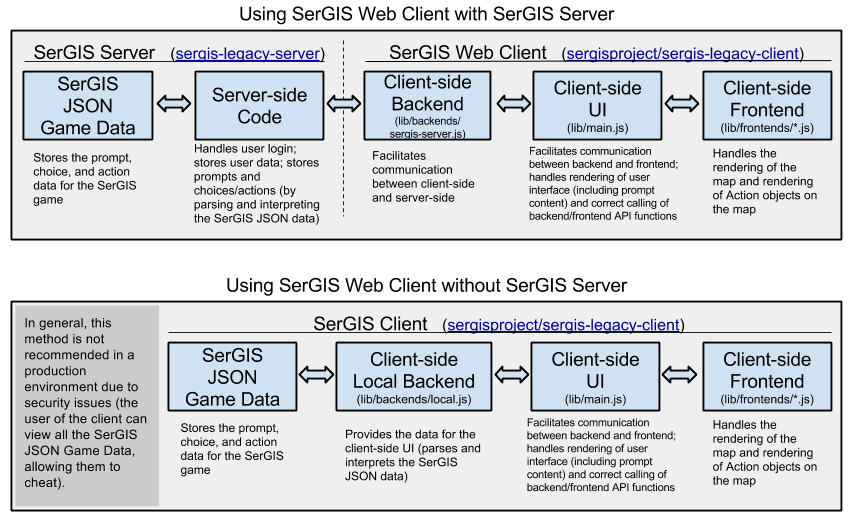 Using SerGIS Web Client with SerGIS Server
SerGIS Server (sergis-legacy-server)
SerGIS Web Client (sergisproject/sergis-legacy-client)
SerGIS
JSON
Game Data
Stores the prompt,
choice, and action
data for the SerGIS
game
Server-side
Code
Handles user login;
stores user data; stores
prompts and
choices/actions (by
parsing and interpreting
the SerGIS JSON data)
Client-side
Backend
(lib/backends/
sergis-server.js)
Facilitates
communication
between client-side
and server-side
Client-side
UI
(lib/main.js)
Facilitates communication
between backend and frontend;
handles rendering of user
interface (including prompt
content) and correct calling of
backend/frontend API functions
Client-side
Frontend
(lib/frontends/*.js)
Handles the
rendering of the
map and rendering
of Action objects on
the map
Using SerGIS Web Client without SerGIS Server
In general, this
method is not
recommended in a
production
environment due to
security issues (the
user of the client can
view all the SerGIS
JSON Game Data,
allowing them to
cheat).
SerGIS Client (sergisproject/sergis-legacy-client)
SerGIS
JSON
Game Data
Stores the prompt,
choice, and action
data for the SerGIS
game
Client-side
Local Backend
(lib/backends/local.js)
Provides the data for the
client-side UI (parses and
interprets the SerGIS
JSON data)
Client-side
UI
(lib/main.js)
Facilitates communication
between backend and frontend;
handles rendering of user
interface (including prompt
content) and correct calling of
backend/frontend API functions
Client-side
Frontend
(lib/frontends/*.js)
Handles the
rendering of the
map and rendering
of Action objects on
the map